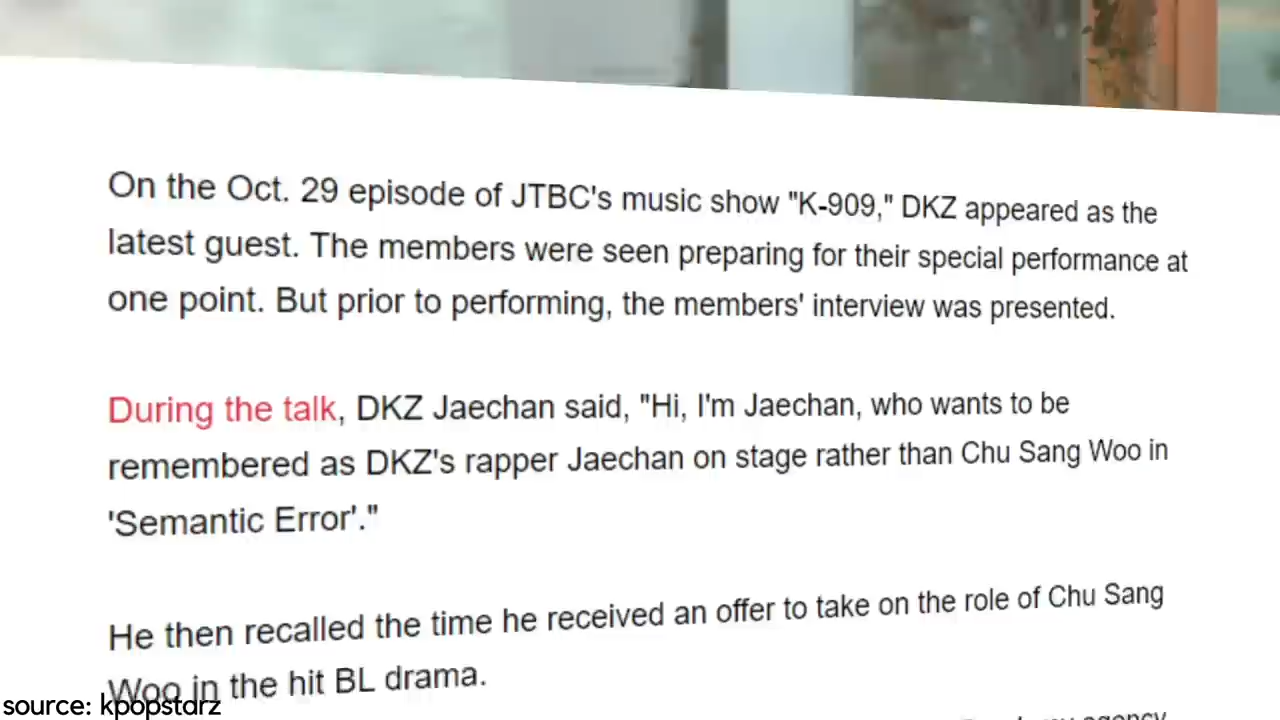 On the Oct. 29 episode of JTBC's music show "K-909," DKZ appeared as the
latest guest. The members were seen preparing for their special performance at
one point. But prior to performing, the members' interview was presented.
During the talk, DKZ Jaechan said, "Hi, I'm Jaechan, who wants to be
remembered as DKZ's rapper Jaechan on stage rather than Chu Sang Woo in
'Semantic Error'."
He then recalled the time he received an offer to take on the role of Chu Sang
Woo in the hit BL drama.
source: kpopstarz
agency